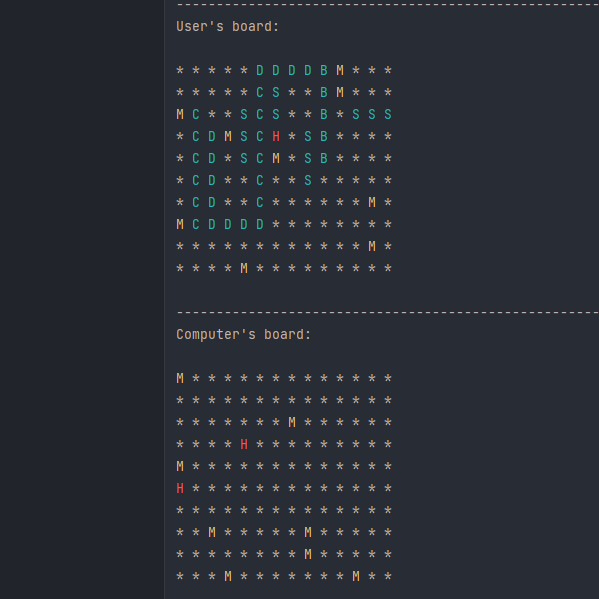 -----------------------------------------------------
User's board:
* * * * * D D D D B M * * *
* * * * * C S * * B M * * *
M C * * S C S * * B * S S S
* C D M S C H * S B * * * *
* C D * S C M * S B * * * *
* C D * * C * * S * * * * *
* C D * * C * * * * * * M *
M C D D D D * * * * * * * *
* * * * * * * * * * * * M *
* * * * M * * * * * * * * *
-----------------------------------------------------
Computer's board:
M * * * * * * * * * * * * *
* * * * * * * * * * * * * *
* * * * * * * M * * * * * *
* * * * H * * * * * * * * *
M * * * * * * * * * * * * *
H * * * * * * * * * * * * *
* * * * * * * * * * * * * *
* * M * * * * * M * * * * *
* * * * * * * * M * * * * *
* * * M * * * * * * * M * *